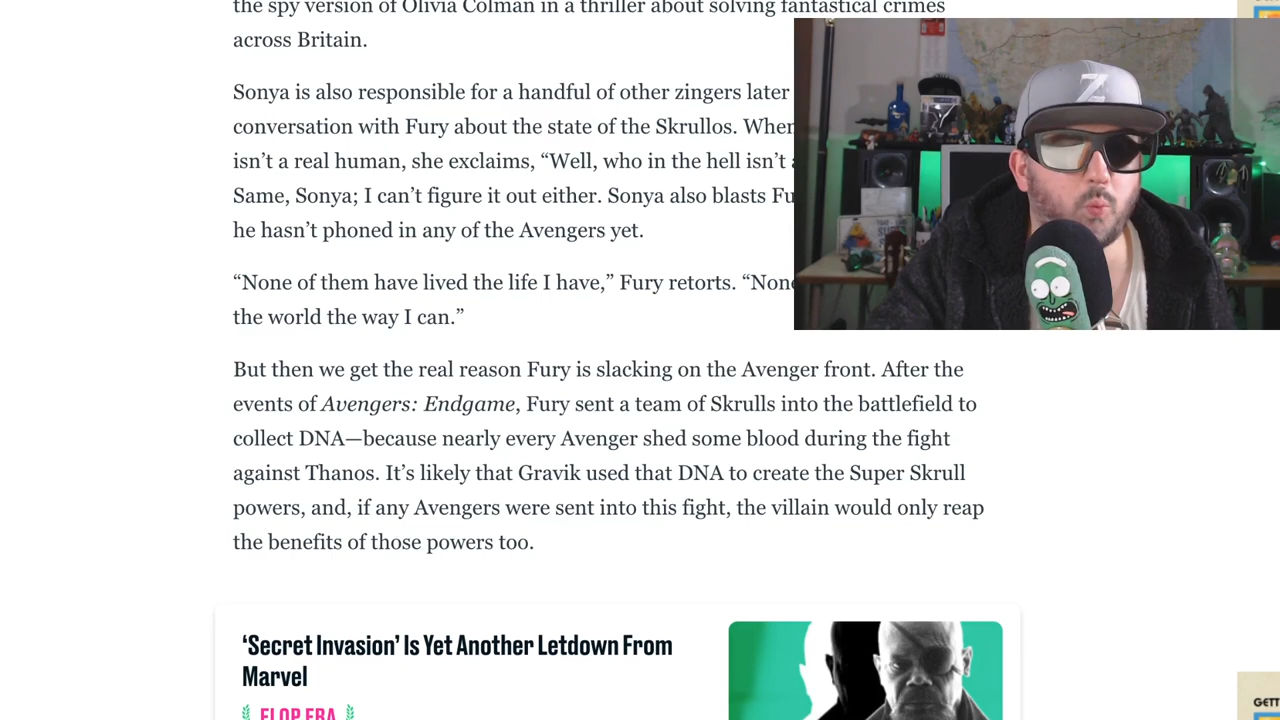 the spy version of Olivia Colman in a thriller about solving fantastical crimes
across Britain.
Sonya is also responsible for a handful of other zingers later
conversation with Fury about the state of the Skrullos. When
isn’t a real human, she exclaims, “Well, who in the hell isn’t
Same, Sonya; I can’t figure it out either. Sonya also blasts Fu
he hasn’t phoned in any of the Avengers yet.
“None of them have lived the life I have,” Fury retorts. “None
the world the way I can.”
But then we get the real reason Fury is slacking on the Avenger front. After the
events of Avengers: Endgame, Fury sent a team of Skrulls into the battlefield to
collect DNA—because nearly every Avenger shed some blood during the fight
against Thanos. It’s likely that Gravik used that DNA to create the Super Skrull
powers, and, if any Avengers were sent into this fight, the villain would only reap
the benefits of those powers too.
‘Secret Invasion’ Is Yet Another Letdown From
Marvel
FLOP ERA
GETT
Z